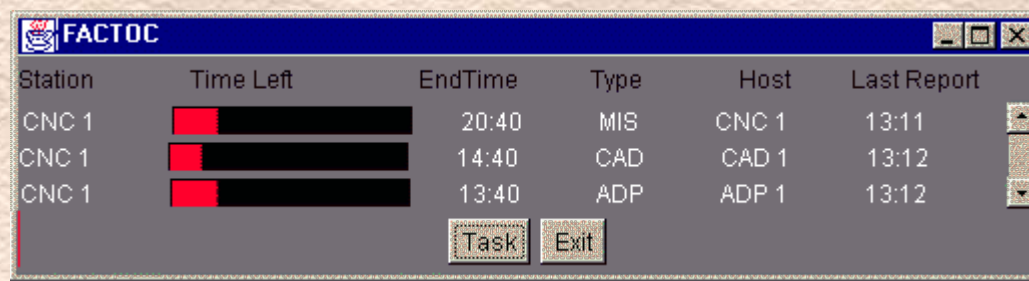 FACTOC
Station Time Left EndTime Type Host Last Report
CNC 1 20:40 MIS CNC 1 13:11
CNC 1 14:40 CAD CAD 1 13:12
CNC 1 13:40 ADP ADP 1 13:12
Task Exit